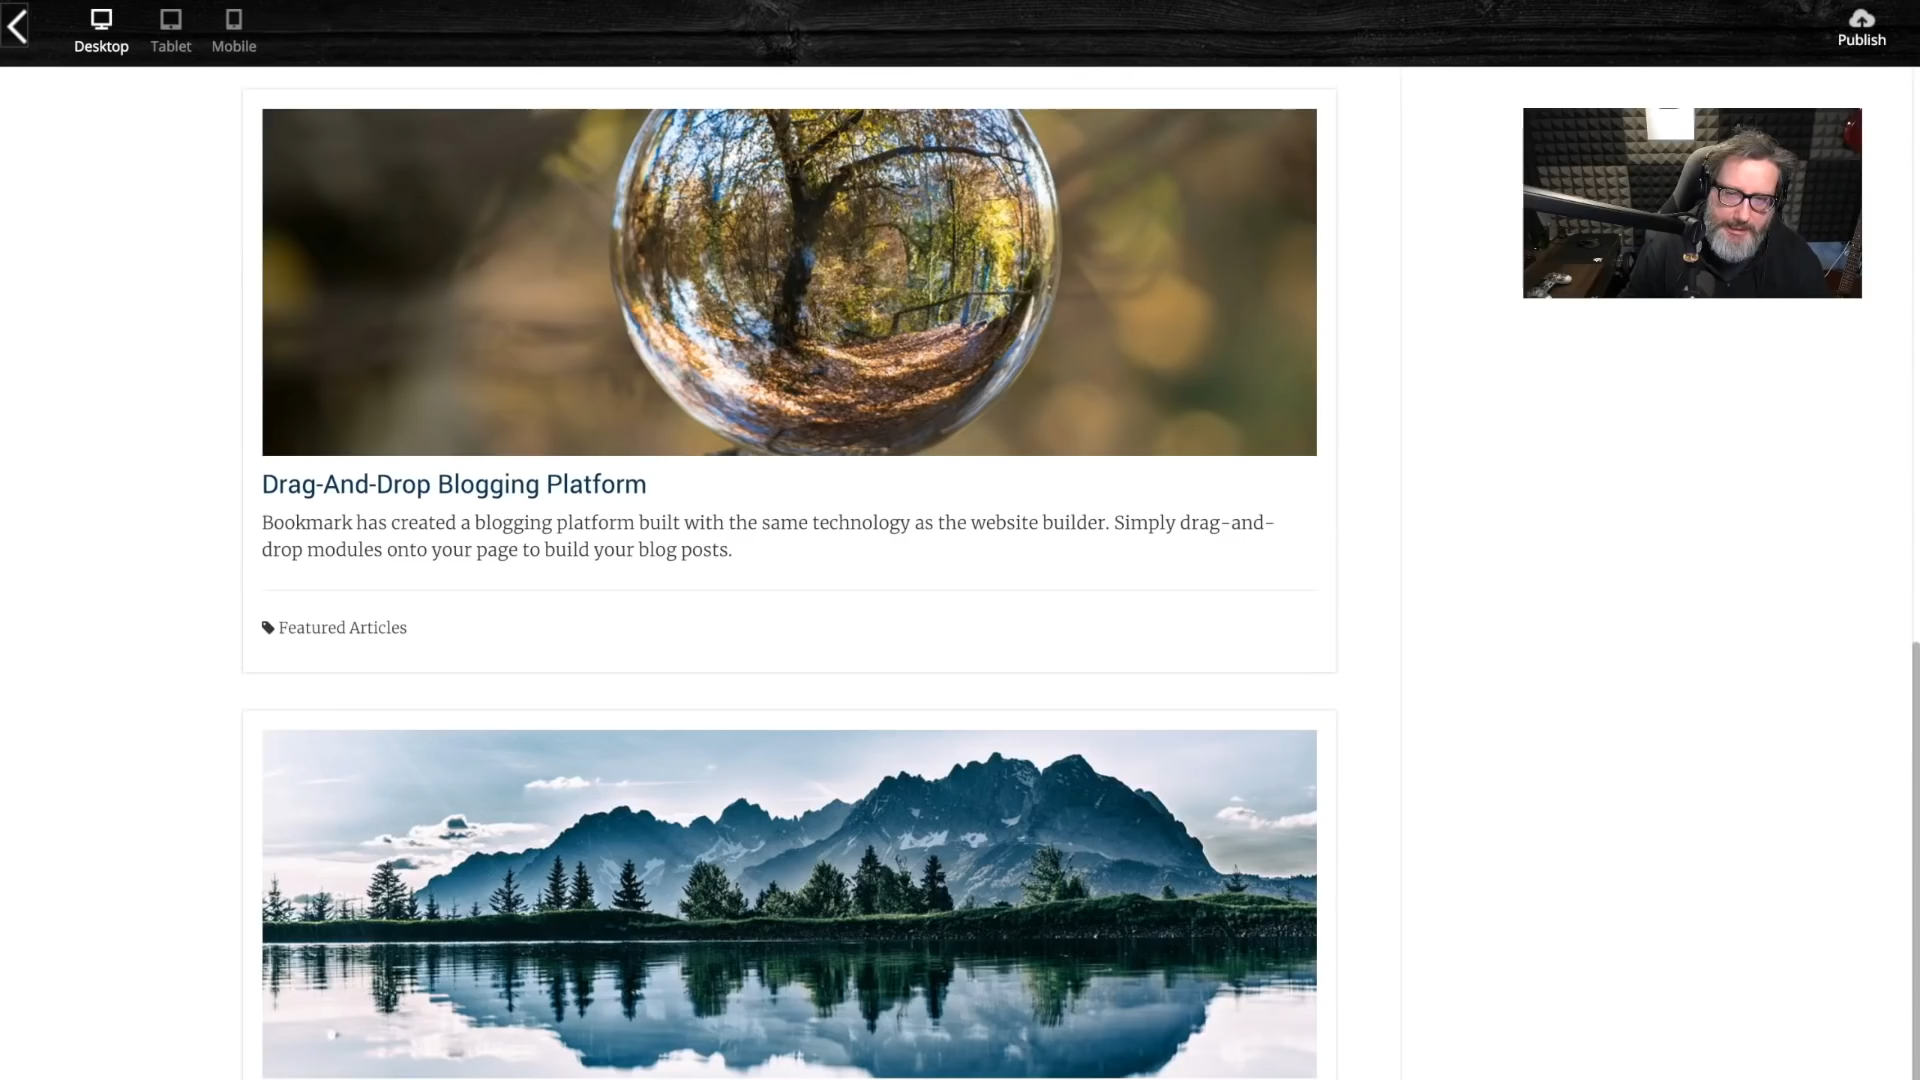 Desktop
Tablet
Mobile
Publish
Drag-And-Drop Blogging Platform
Bookmark has created a blogging platform built with the same technology as the website builder. Simply drag-and-
drop modules onto your page to build your blog posts.
Featured Articles